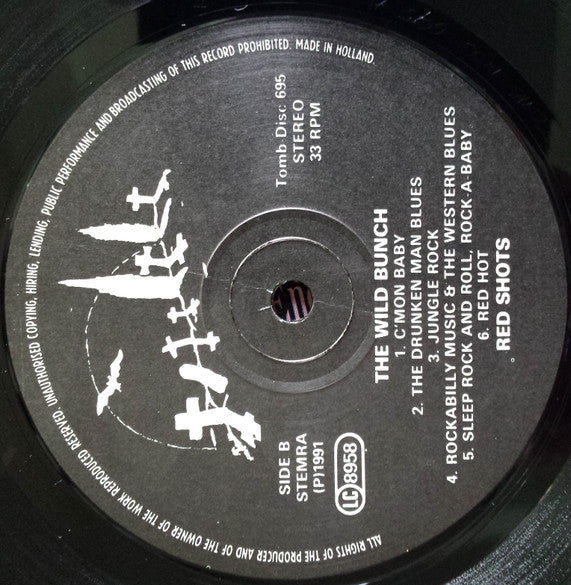 ALL RIGHTS OF THE PRODUCER AND OF THE OWNER OF THE WORK REPRODUCED RESERVED. UNAUTHORISED COPYING, HIRING, LENDING, PUBLIC PERFORMANCE AND BROADCASTING OF THIS RECORD PROHIBITED. MADE IN HOLLAND.
SIDE B
STEMRA
(P)1991
LC 8958
Tomb Disc 695
STEREO
33 RPM
THE WILD BUNCH
1. C'MON BABY
2. THE DRUNKEN MAN BLUES
3. JUNGLE ROCK
4. ROCKABILLY MUSIC & THE WESTERN BLUES
5. SLEEP ROCK AND ROLL, ROCK-A-BABY
6. RED HOT
RED SHOTS